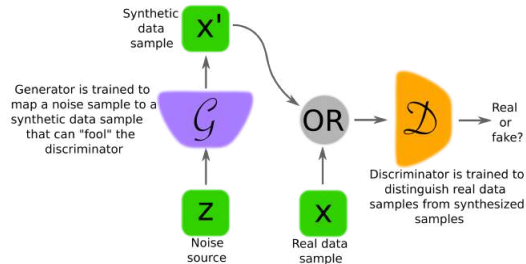 Synthetic
data
sample
x'
Generator is trained to
map a noise sample to a
synthetic data sample
that can "fool" the
discriminator
G
z
Noise
source
OR
x
Real data
sample
D
Real
or
fake?
Discriminator is trained to
distinguish real data
samples from synthesized
samples